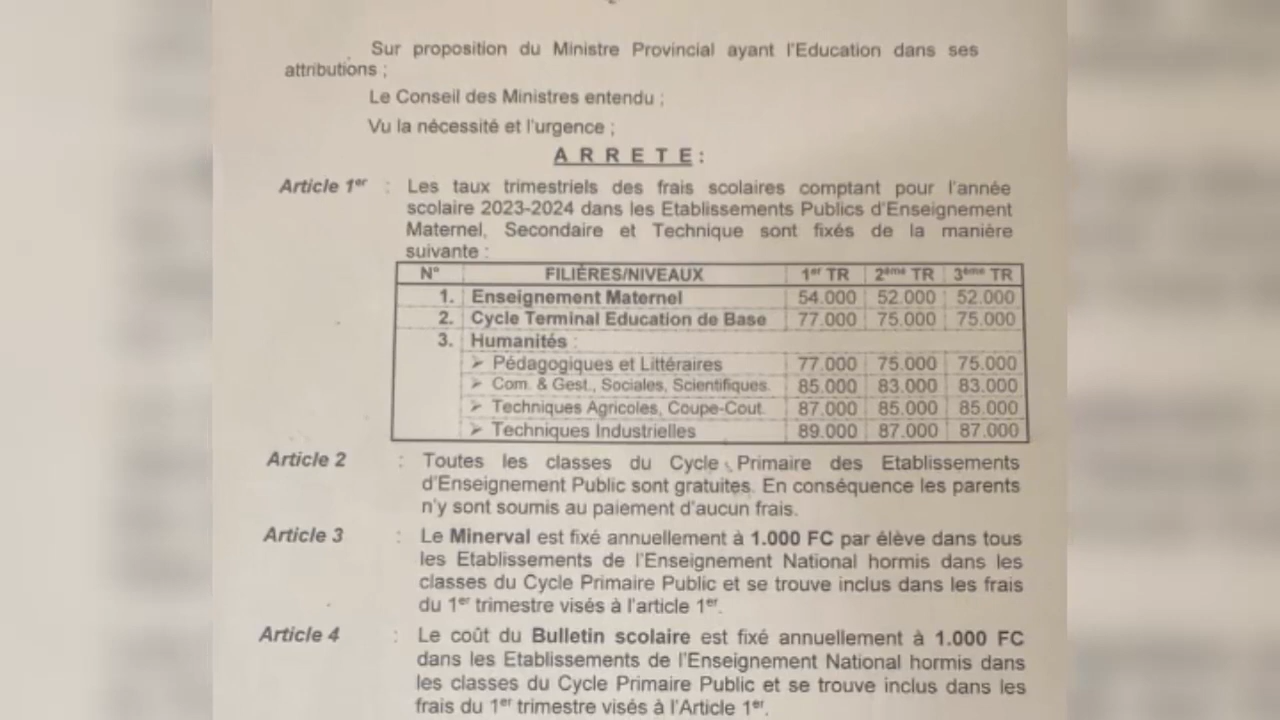 Sur proposition du Ministre Provincial ayant l'Education dans ses
attributions ;
Le Conseil des Ministres entendu ;
Vu la nécessité et l'urgence ;
A R R E T E :
Article 1er : Les taux trimestriels des frais scolaires comptant pour l'année
scolaire 2023-2024 dans les Etablissements Publics d'Enseignement
Maternel, Secondaire et Technique sont fixés de la manière
suivante :
N° FILIÈRES/NIVEAUX 1er TR 2ème TR 3ème TR
1. Enseignement Maternel 54.000 52.000 52.000
2. Cycle Terminal Education de Base 77.000 75.000 75.000
3. Humanités :
➢ Pédagogiques et Littéraires 77.000 75.000 75.000
➢ Com. & Gest., Sociales, Scientifiques. 85.000 83.000 83.000
➢ Techniques Agricoles, Coupe-Cout. 87.000 85.000 85.000
➢ Techniques Industrielles 89.000 87.000 87.000
Article 2 : Toutes les classes du Cycle Primaire des Etablissements
d'Enseignement Public sont gratuites. En conséquence les parents
n'y sont soumis au paiement d'aucun frais.
Article 3 : Le Minerval est fixé annuellement à 1.000 FC par élève dans tous
les Etablissements de l'Enseignement National hormis dans les
classes du Cycle Primaire Public et se trouve inclus dans les frais
du 1er trimestre visés à l'article 1er.
Article 4 : Le coût du Bulletin scolaire est fixé annuellement à 1.000 FC
dans les Etablissements de l'Enseignement National hormis dans
les classes du Cycle Primaire Public et se trouve inclus dans les
frais du 1er trimestre visés à l'Article 1er.